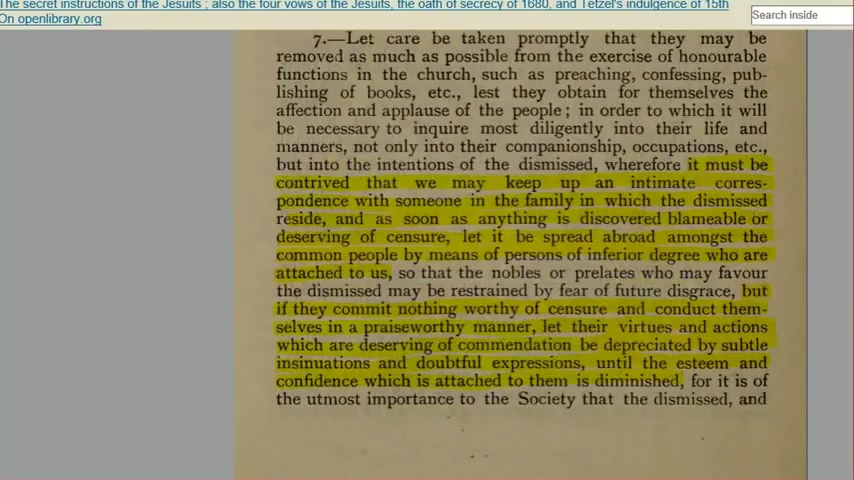 The secret instructions of the Jesuits ; also the four vows of the Jesuits, the oath of secrecy of 1680, and Tetzel's indulgence of 15th
On openlibrary.org
Search inside
7.—Let care be taken promptly that they may be
removed as much as possible from the exercise of honourable
functions in the church, such as preaching, confessing, pub-
lishing of books, etc., lest they obtain for themselves the
affection and applause of the people ; in order to which it will
be necessary to inquire most diligently into their life and
manners, not only into their companionship, occupations, etc.,
but into the intentions of the dismissed, wherefore it must be
contrived that we may keep up an intimate corres-
pondence with someone in the family in which the dismissed
reside, and as soon as anything is discovered blameable or
deserving of censure, let it be spread abroad amongst the
common people by means of persons of inferior degree who are
attached to us, so that the nobles or prelates who may favour
the dismissed may be restrained by fear of future disgrace, but
if they commit nothing worthy of censure and conduct them-
selves in a praiseworthy manner, let their virtues and actions
which are deserving of commendation be depreciated by subtle
insinuations and doubtful expressions, until the esteem and
confidence which is attached to them is diminished, for it is of
the utmost importance to the Society that the dismissed, and